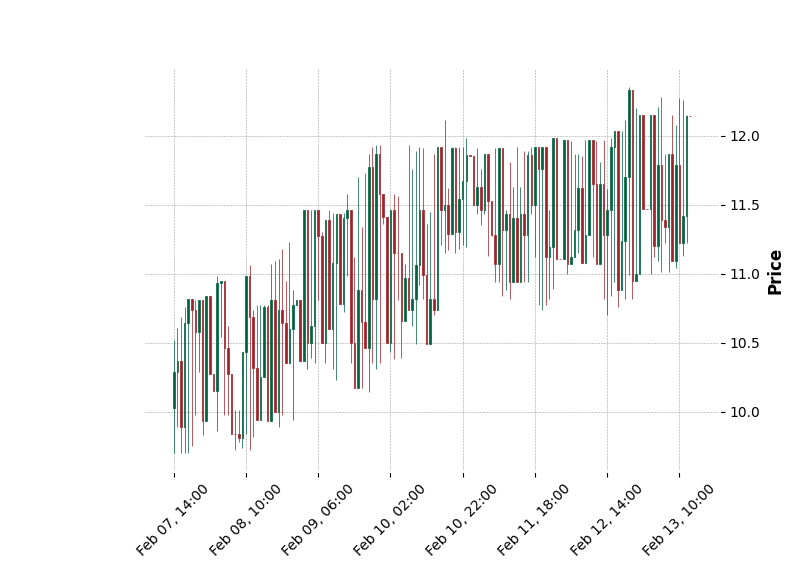 12.0
11.5
11.0
10.5
10.0
Price
Feb 07, 14:00
Feb 08, 10:00
Feb 09, 06:00
Feb 10, 02:00
Feb 10, 22:00
Feb 11, 18:00
Feb 12, 14:00
Feb 13, 10:00